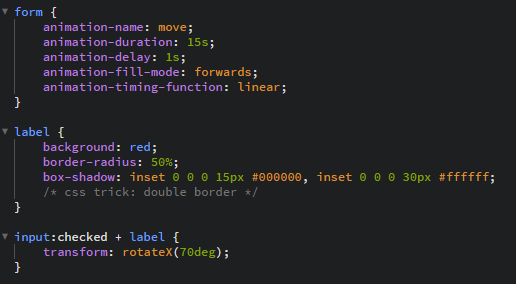 form {
animation-name: move;
animation-duration: 15s;
animation-delay: 1s;
animation-fill-mode: forwards;
animation-timing-function: linear;
}
label {
background: red;
border-radius: 50%;
box-shadow: inset 0 0 0 15px #000000, inset 0 0 0 30px #ffffff;
/* css trick: double border */
}
input:checked + label {
transform: rotateX(70deg);
}